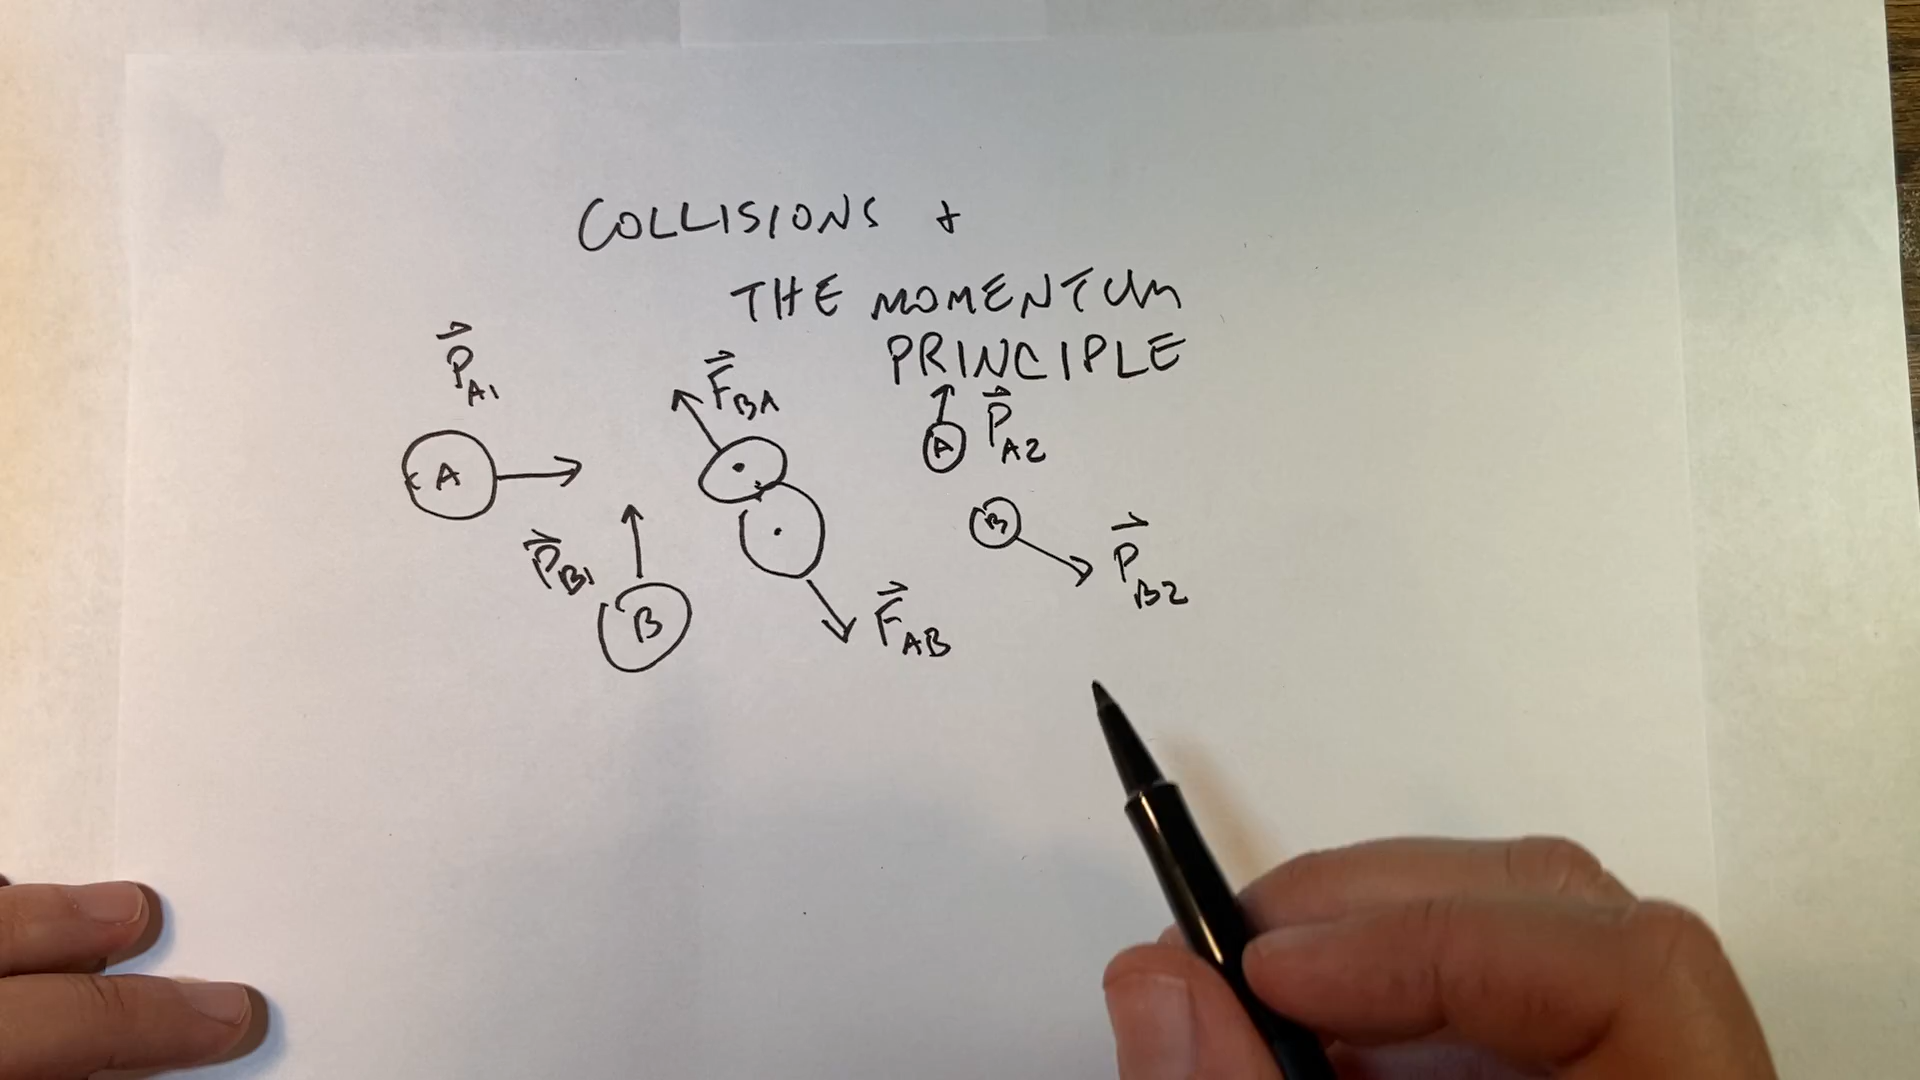 COLLISIONS +
THE MOMENTUM
PRINCIPLE
P⃗A1
A
P⃗B1
B
F⃗BA
F⃗AB
A
P⃗A2
B
P⃗B2